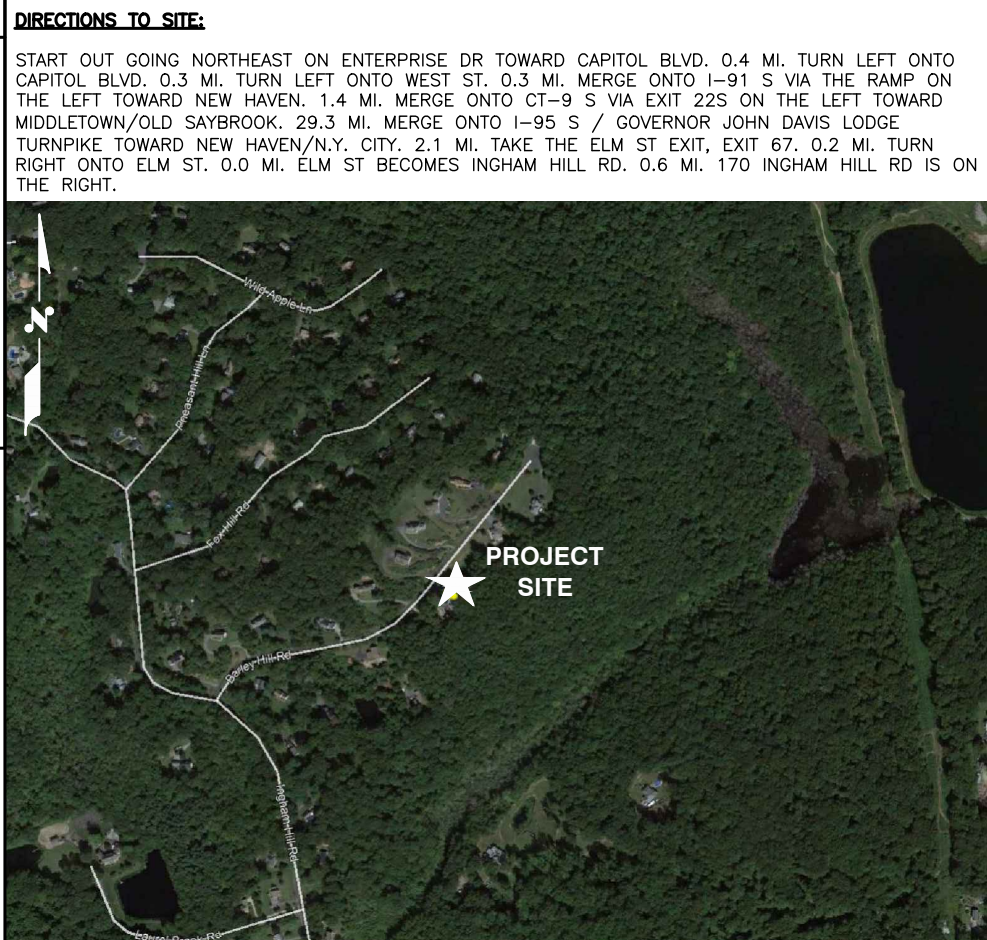 DIRECTIONS TO SITE:
START OUT GOING NORTHEAST ON ENTERPRISE DR TOWARD CAPITOL BLVD. 0.4 MI. TURN LEFT ONTO
CAPITOL BLVD. 0.3 MI. TURN LEFT ONTO WEST ST. 0.3 MI. MERGE ONTO I-91 S VIA THE RAMP ON
THE LEFT TOWARD NEW HAVEN. 1.4 MI. MERGE ONTO CT-9 S VIA EXIT 22S ON THE LEFT TOWARD
MIDDLETOWN/OLD SAYBROOK. 29.3 MI. MERGE ONTO I-95 S / GOVERNOR JOHN DAVIS LODGE
TURNPIKE TOWARD NEW HAVEN/N.Y. CITY. 2.1 MI. TAKE THE ELM ST EXIT, EXIT 67. 0.2 MI. TURN
RIGHT ONTO ELM ST. 0.0 MI. ELM ST BECOMES INGHAM HILL RD. 0.6 MI. 170 INGHAM HILL RD IS ON
THE RIGHT.
Wild Apple Ln
N
Pheasant Hill Ln
Fox Hill Rd
PROJECT
SITE
Barley Hill Rd
Ingham Hill Rd
Rd